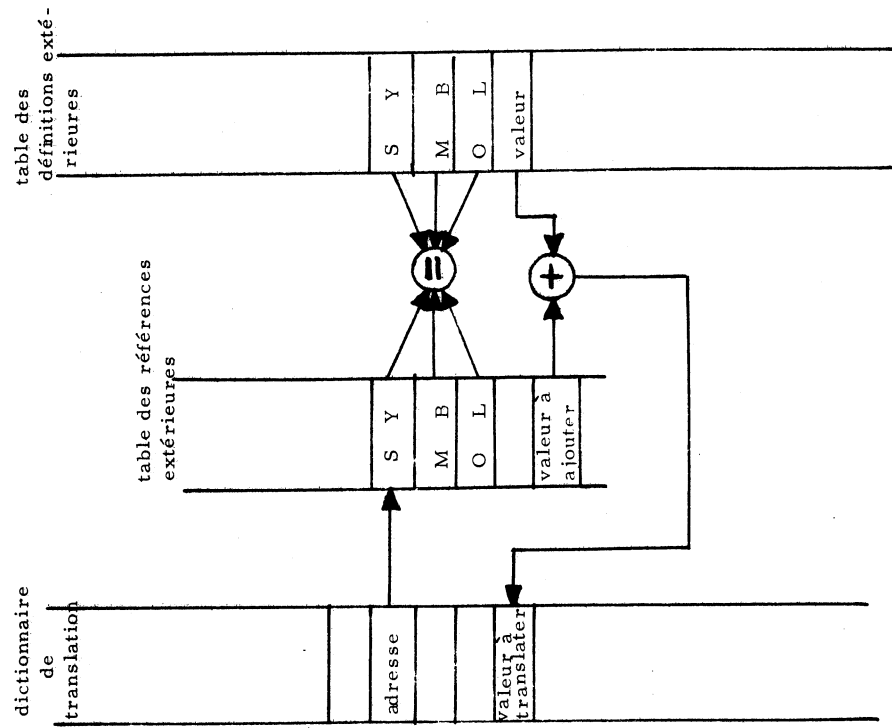 dictionnaire
de
translation
adresse
valeur à
translater
table des références
extérieures
S Y
M B
O L
valeur à
ajouter
table des
définitions exté-
rieures
S Y
M B
O L
valeur
=
+